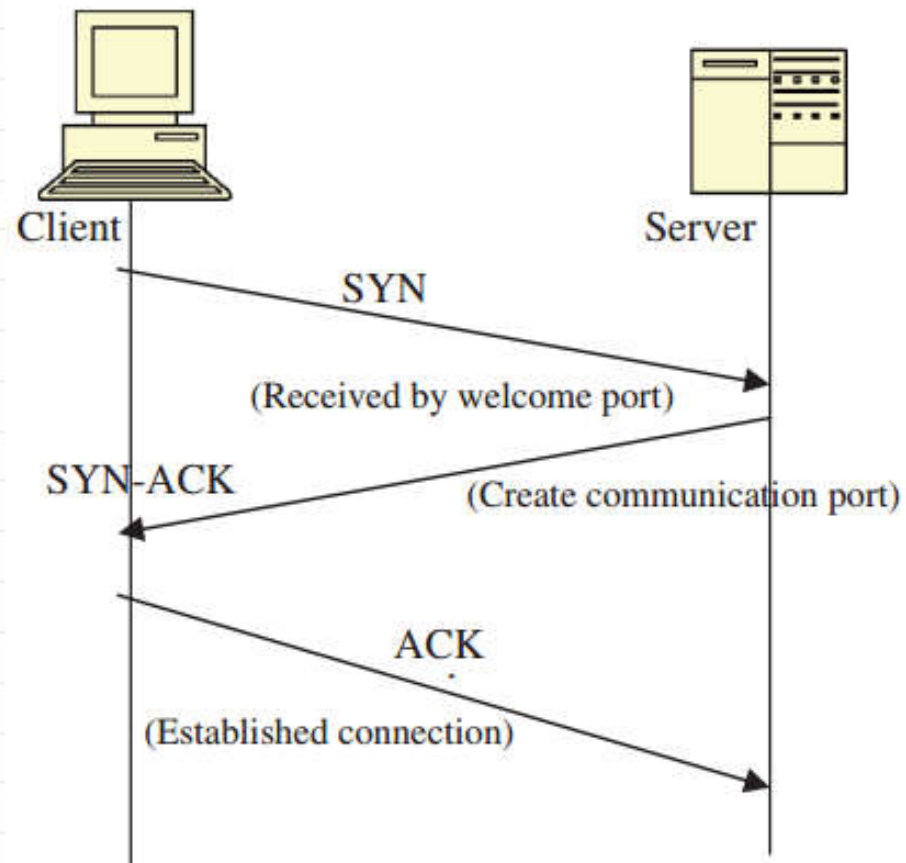 Client
Server
SYN
(Received by welcome port)
SYN-ACK
(Create communication port)
ACK
(Established connection)